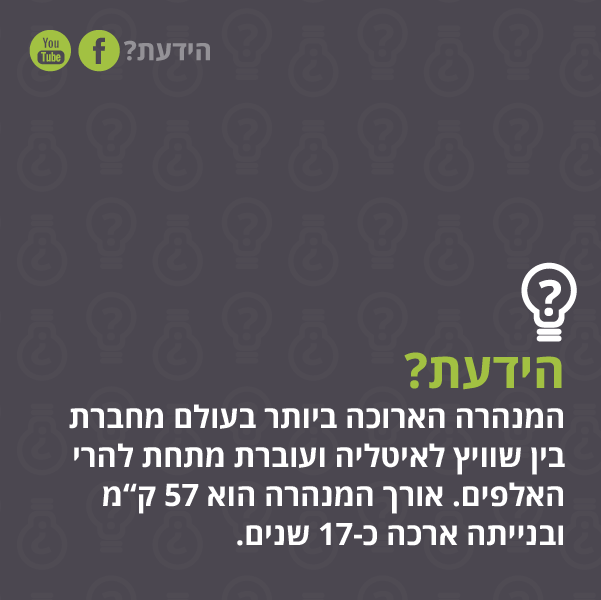 You
Tube
f
הידעת?
?
הידעת?
המנהרה הארוכה ביותר בעולם מחברת
בין שוויץ לאיטליה ועוברת מתחת להרי
האלפים. אורך המנהרה הוא 57 ק“מ
ובנייתה ארכה כ-17 שנים.